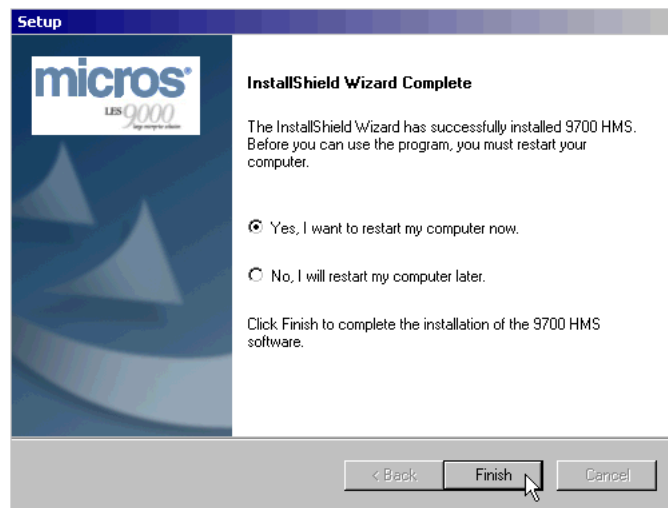 Setup
micros®
LES 9000
InstallShield Wizard Complete
The InstallShield Wizard has successfully installed 9700 HMS.
Before you can use the program, you must restart your
computer.
Yes, I want to restart my computer now.
No, I will restart my computer later.
Click Finish to complete the installation of the 9700 HMS
software.
< Back
Finish
Cancel